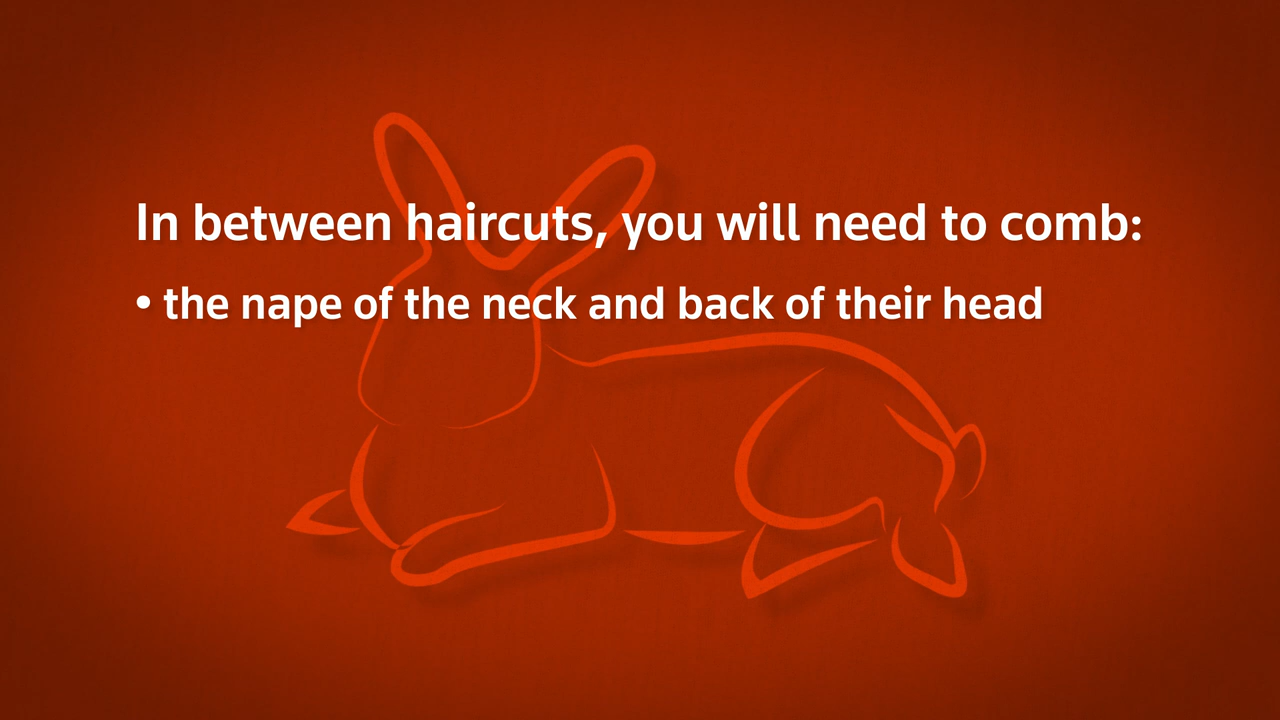 In between haircuts, you will need to comb:
• the nape of the neck and back of their head